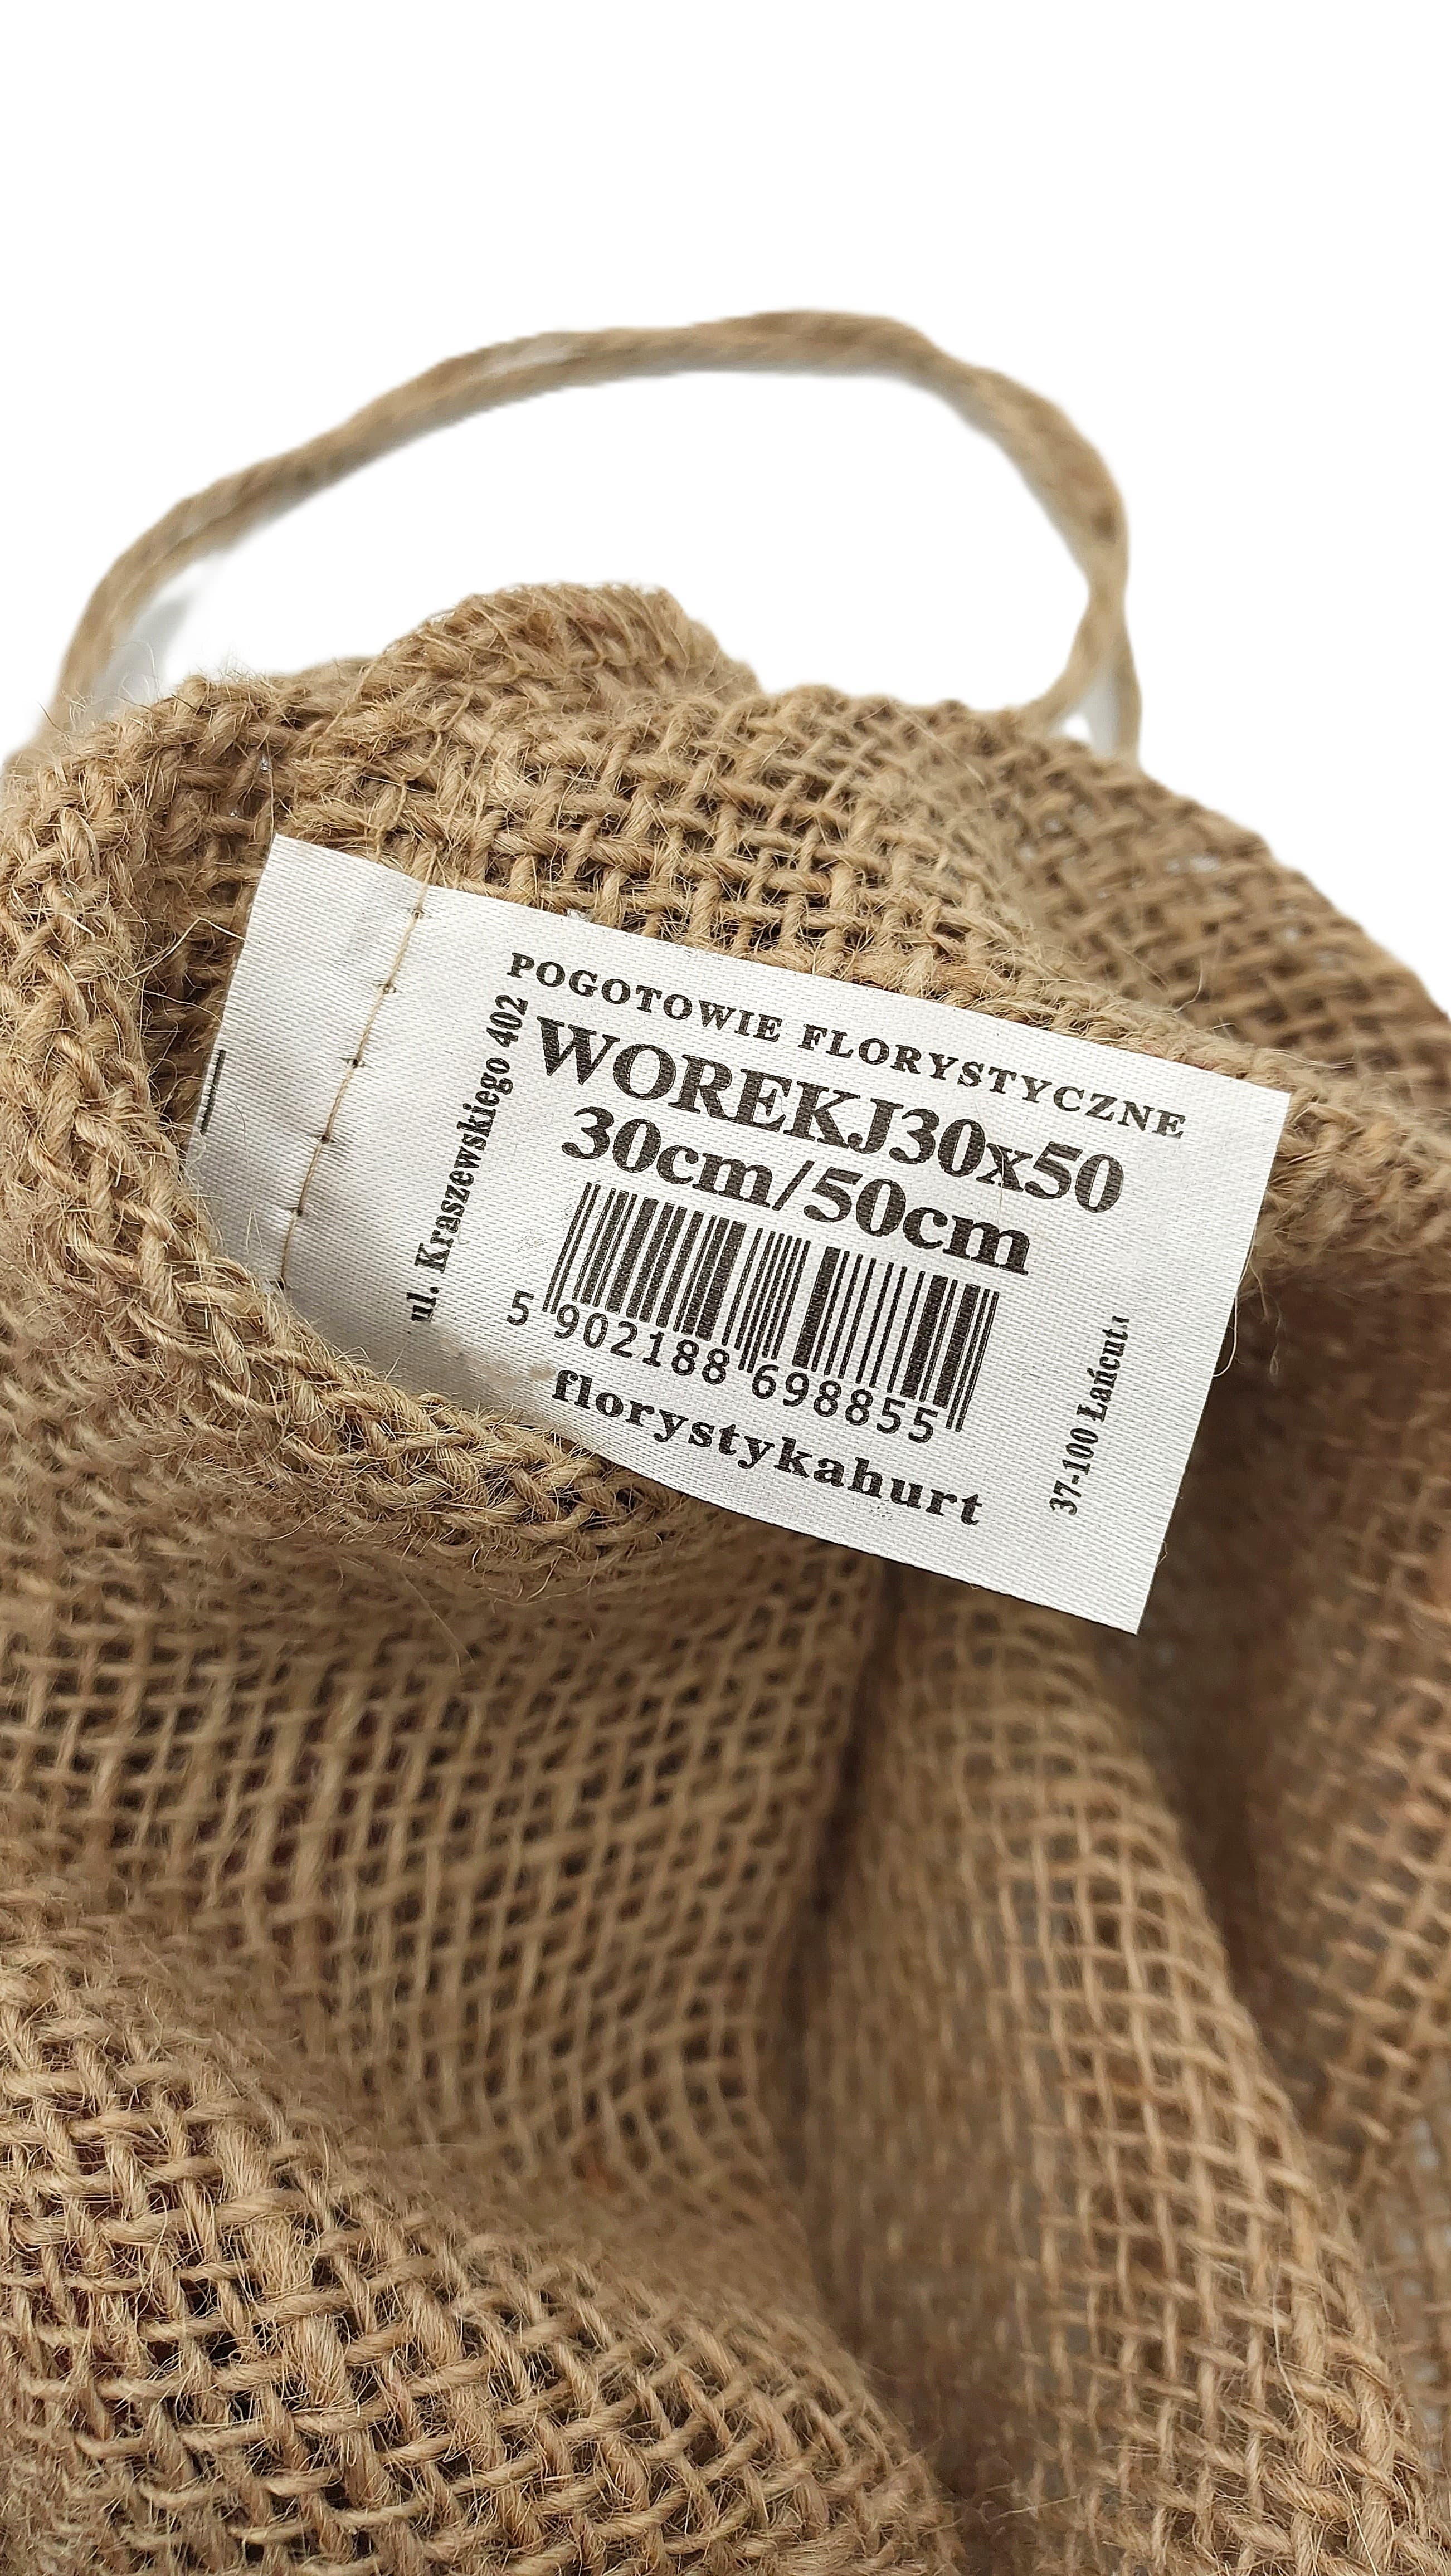 POGOTOWIE FLORYSTYCZNE
ul. Kraszewskiego 402
WOREKJ30x50
30cm/50cm
5 902188 698855
florystykahurt
37-100 Łańcut